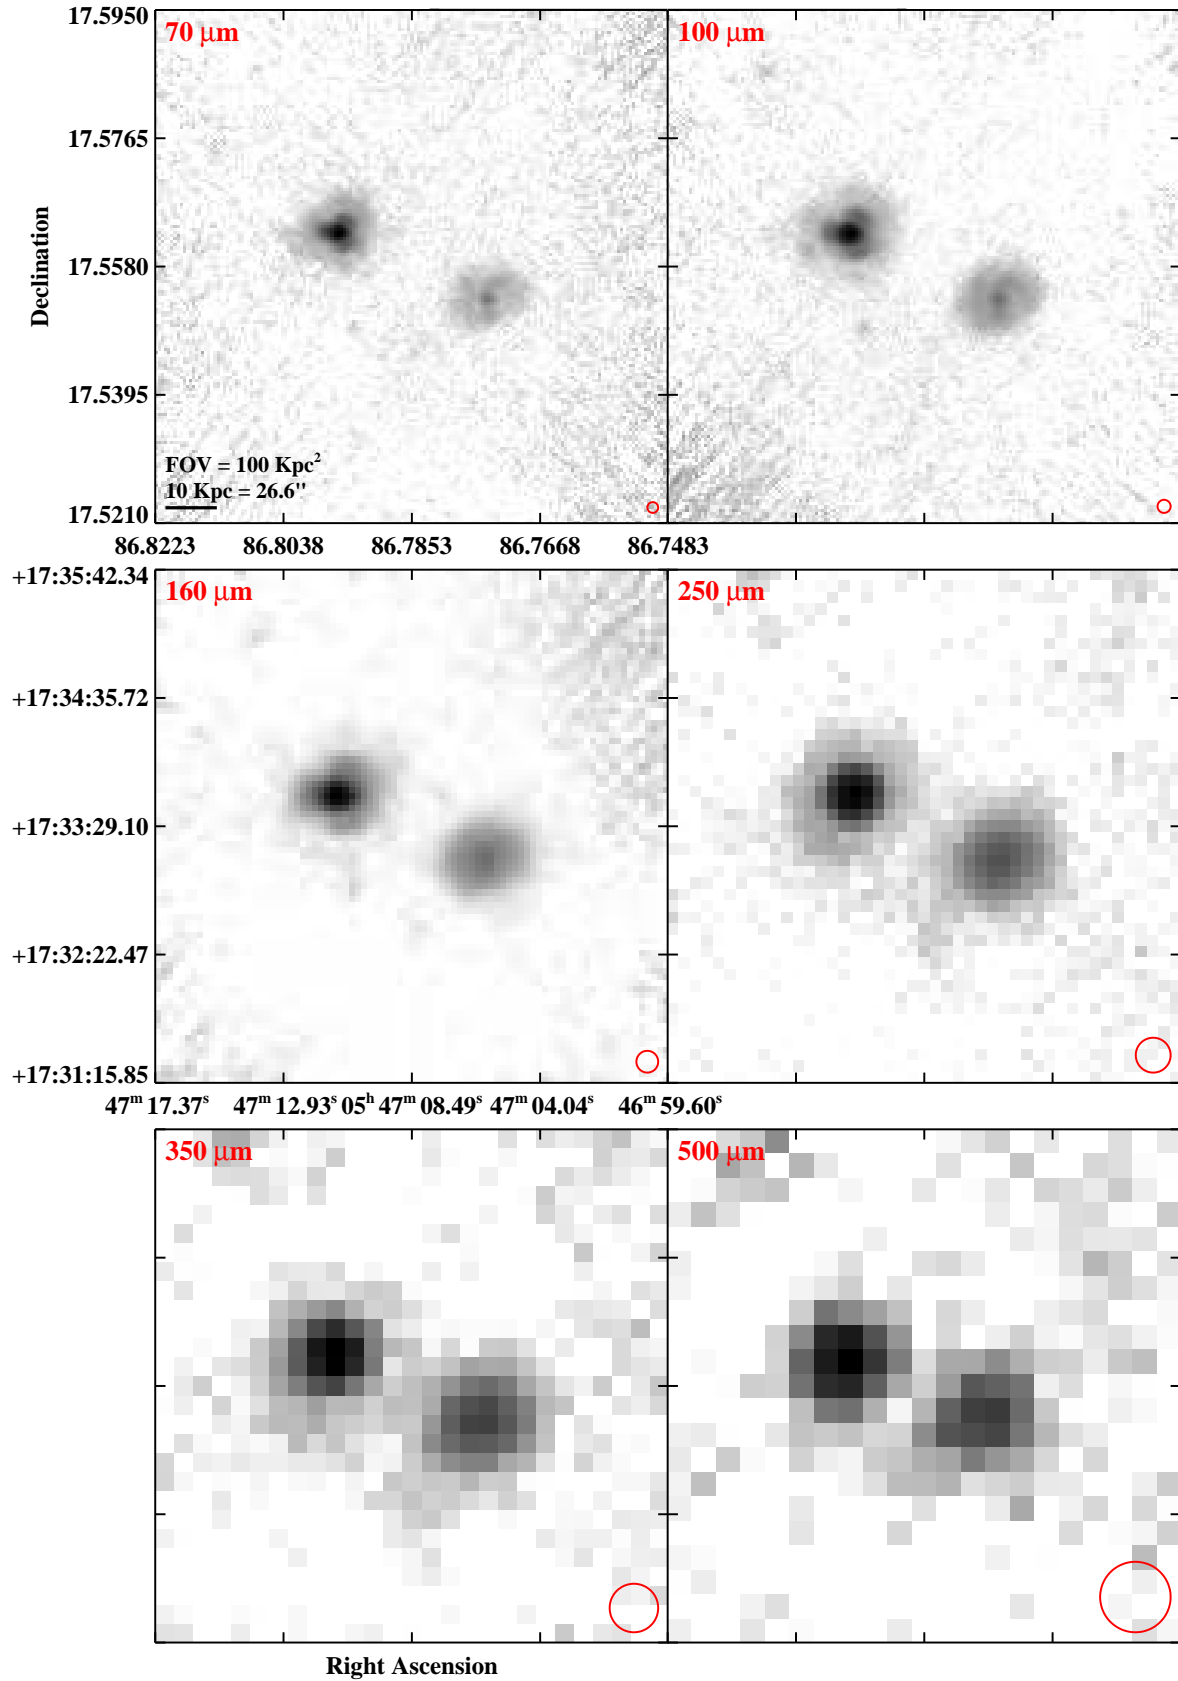 17.5950
70 μm
100 μm
17.5765
Declination
17.5580
17.5395
FOV = 100 Kpc²
10 Kpc = 26.6"
17.5210
86.8223 86.8038 86.7853 86.7668 86.7483
+17:35:42.34
160 μm
250 μm
+17:34:35.72
+17:33:29.10
+17:32:22.47
+17:31:15.85
47ᵐ 17.37ˢ 47ᵐ 12.93ˢ 05ʰ 47ᵐ 08.49ˢ 47ᵐ 04.04ˢ 46ᵐ 59.60ˢ
350 μm
500 μm
Right Ascension